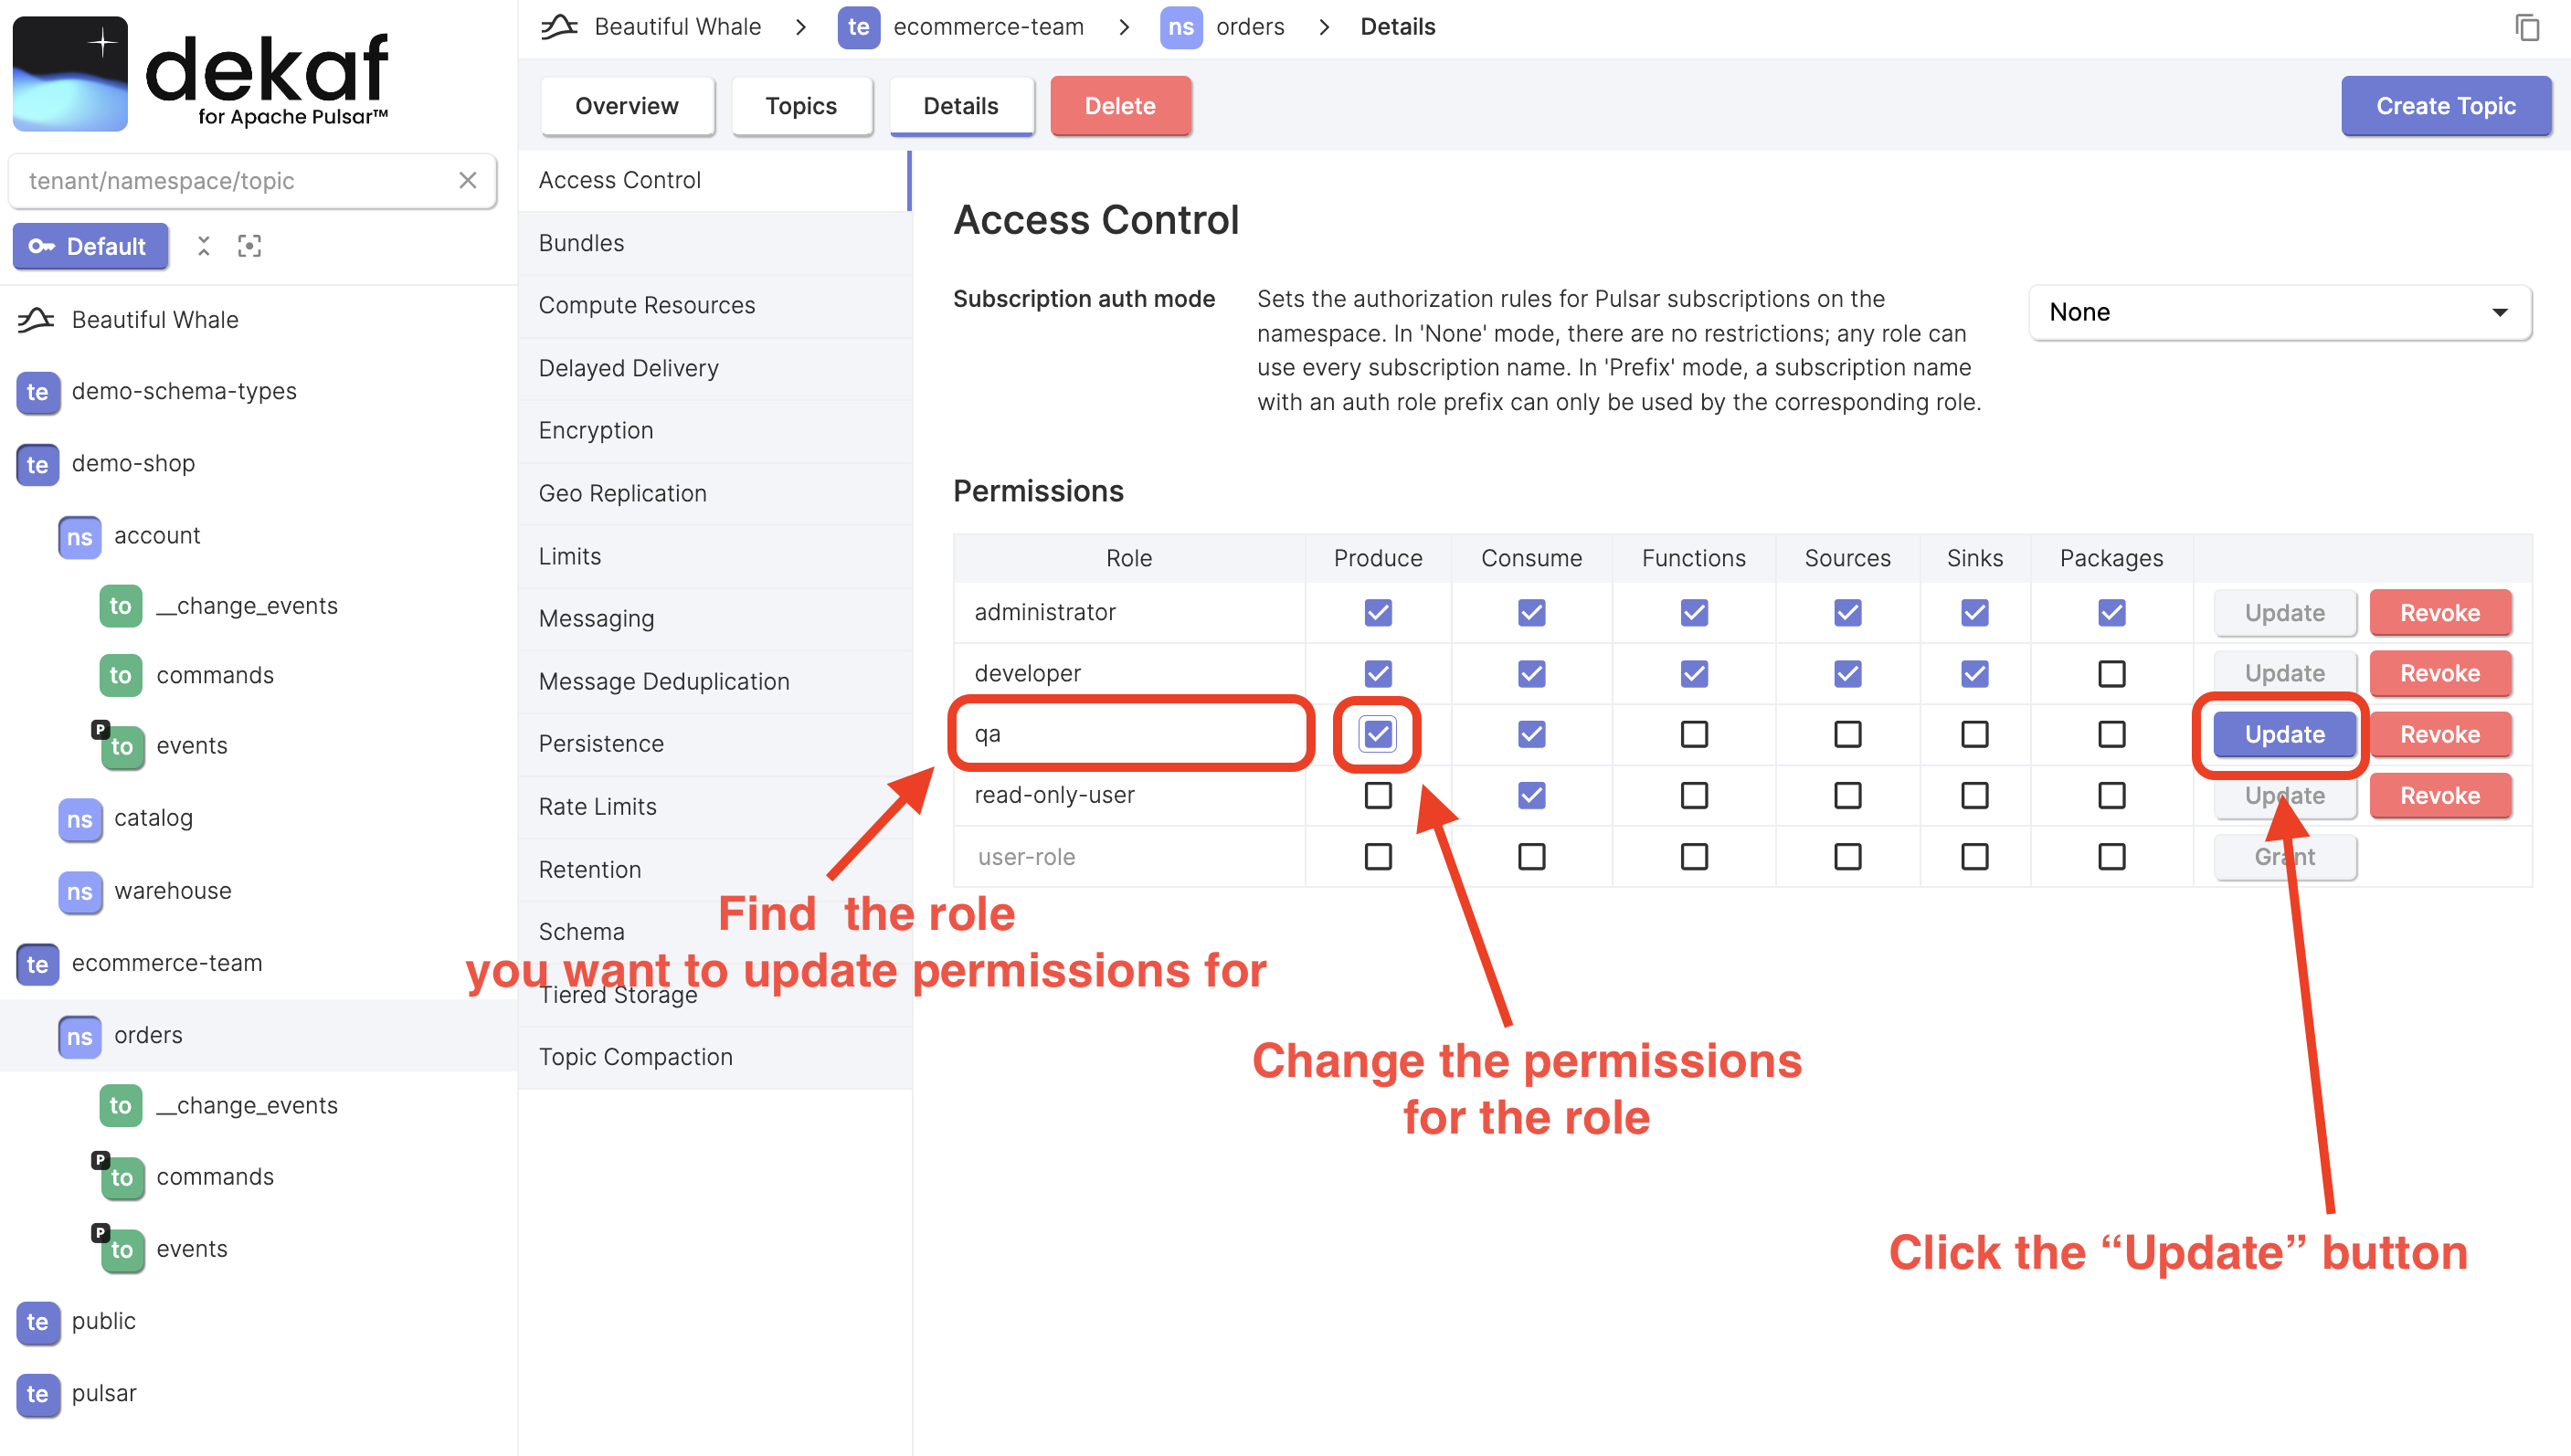 dekaf
for Apache Pulsar™
tenant/namespace/topic
Default
Beautiful Whale
te demo-schema-types
te demo-shop
ns account
to __change_events
to commands
P to events
ns catalog
ns warehouse
te ecommerce-team
ns orders
to __change_events
P to commands
P to events
te public
te pulsar
Beautiful Whale > te ecommerce-team > ns orders > Details
Overview Topics Details Delete Create Topic
Access Control
Bundles
Compute Resources
Delayed Delivery
Encryption
Geo Replication
Limits
Messaging
Message Deduplication
Persistence
Rate Limits
Retention
Schema
Tiered Storage
Topic Compaction
Access Control
Subscription auth mode
Sets the authorization rules for Pulsar subscriptions on the
namespace. In 'None' mode, there are no restrictions; any role can
use every subscription name. In 'Prefix' mode, a subscription name
with an auth role prefix can only be used by the corresponding role.
None
Permissions
Role Produce Consume Functions Sources Sinks Packages
administrator Update Revoke
developer Update Revoke
qa Update Revoke
read-only-user Update Revoke
user-role Grant
Find the role
you want to update permissions for
Change the permissions
for the role
Click the “Update” button